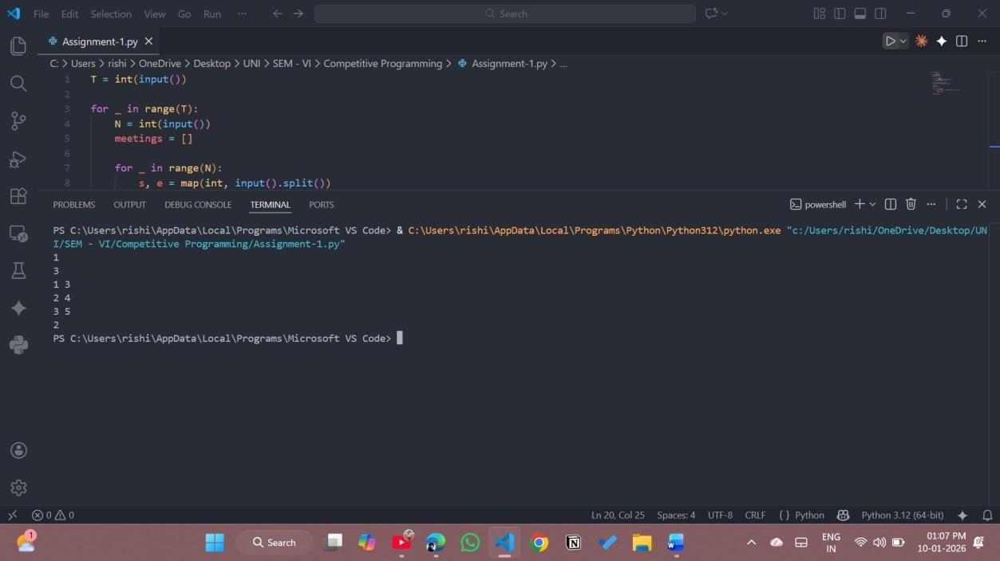 File Edit Selection View Go Run ··· Search
Assignment-1.py
C: > Users > rishi > OneDrive > Desktop > UNI > SEM - VI > Competitive Programming > Assignment-1.py > ...
1 T = int(input())
2
3 for _ in range(T):
4 N = int(input())
5 meetings = []
6
7 for _ in range(N):
8 s, e = map(int, input().split())
PROBLEMS OUTPUT DEBUG CONSOLE TERMINAL PORTS powershell
PS C:\Users\rishi\AppData\Local\Programs\Microsoft VS Code> & C:\Users\rishi\AppData\Local\Programs\Python\Python312\python.exe "c:/Users/rishi/OneDrive/Desktop/UN
I/SEM - VI/Competitive Programming/Assignment-1.py"
1
3
1 3
2 4
3 5
2
PS C:\Users\rishi\AppData\Local\Programs\Microsoft VS Code>
0 0 Ln 20, Col 25 Spaces: 4 UTF-8 CRLF { } Python Python 3.12 (64-bit)
1 Search ENG 01:07 PM
IN 10-01-2026